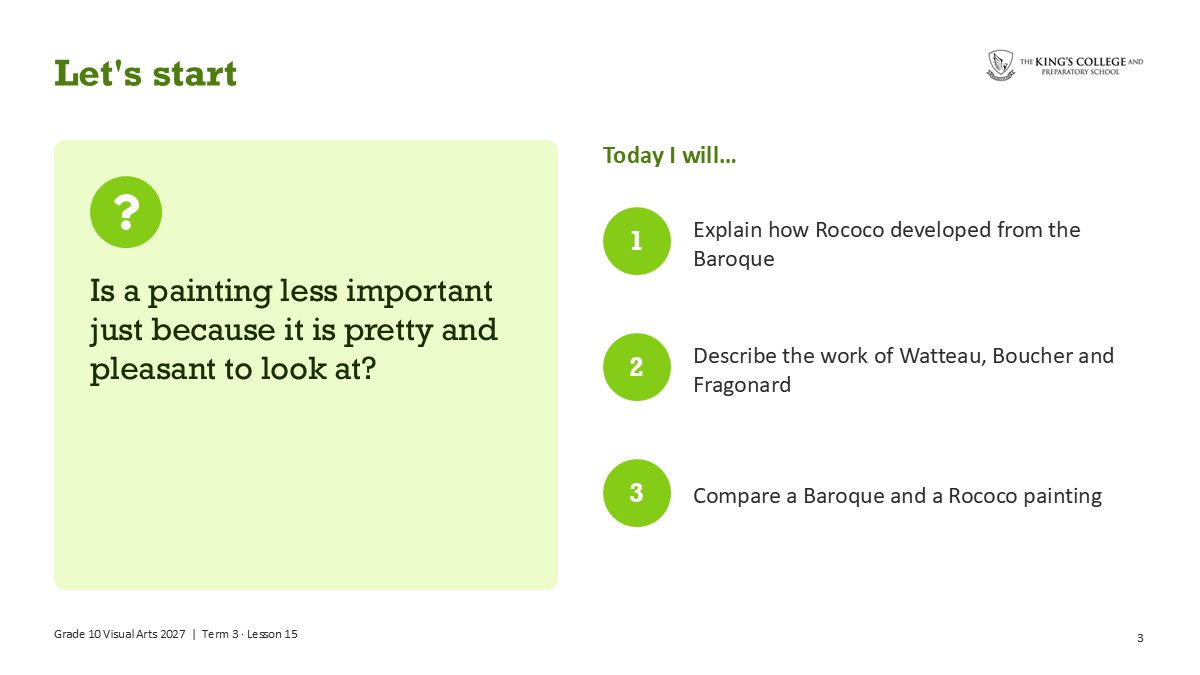 Let's start
THE KING'S COLLEGE AND
PREPARATORY SCHOOL
?
Is a painting less important
just because it is pretty and
pleasant to look at?
Today I will...
1
Explain how Rococo developed from the
Baroque
2
Describe the work of Watteau, Boucher and
Fragonard
3
Compare a Baroque and a Rococo painting
Grade 10 Visual Arts 2027 | Term 3 · Lesson 15
3